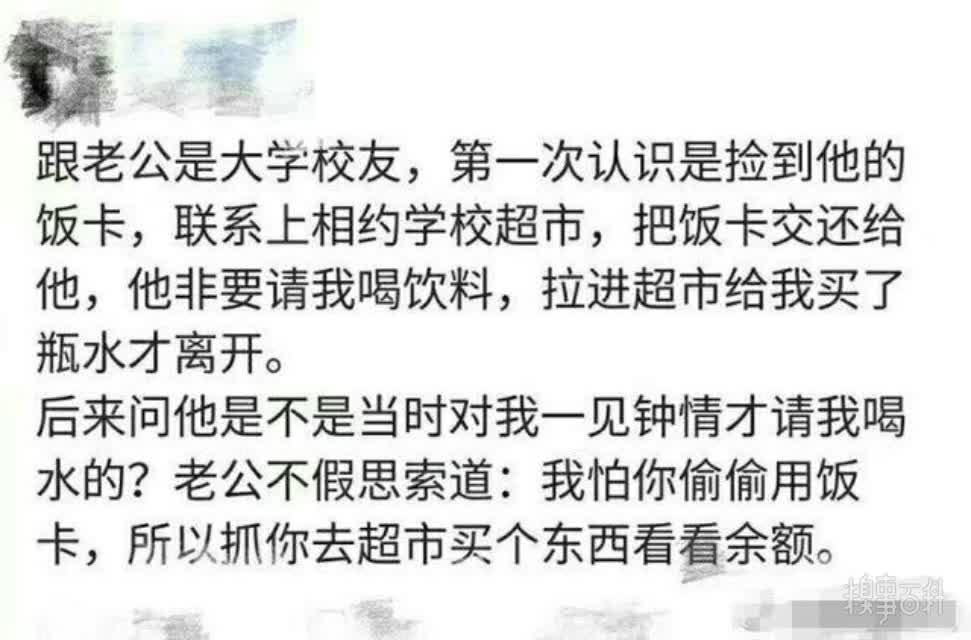 跟老公是大学校友，第一次认识是捡到他的
饭卡，联系上相约学校超市，把饭卡交还给
他，他非要请我喝饮料，拉进超市给我买了
瓶水才离开。
后来问他是不是当时对我一见钟情才请我喝
水的？老公不假思索道：我怕你偷偷用饭
卡，所以抓你去超市买个东西看看余额。
糗事百科